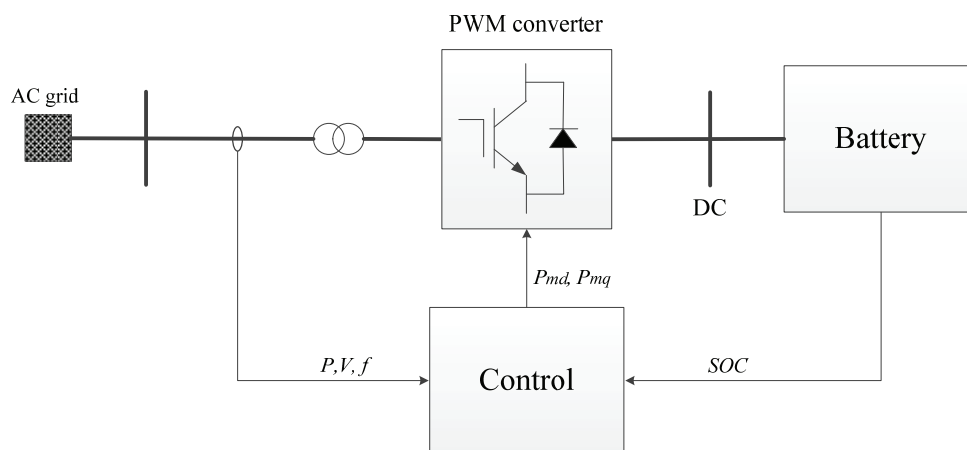 PWM converter
AC grid
Battery
DC
Pmd, Pmq
P,V, f
Control
SOC